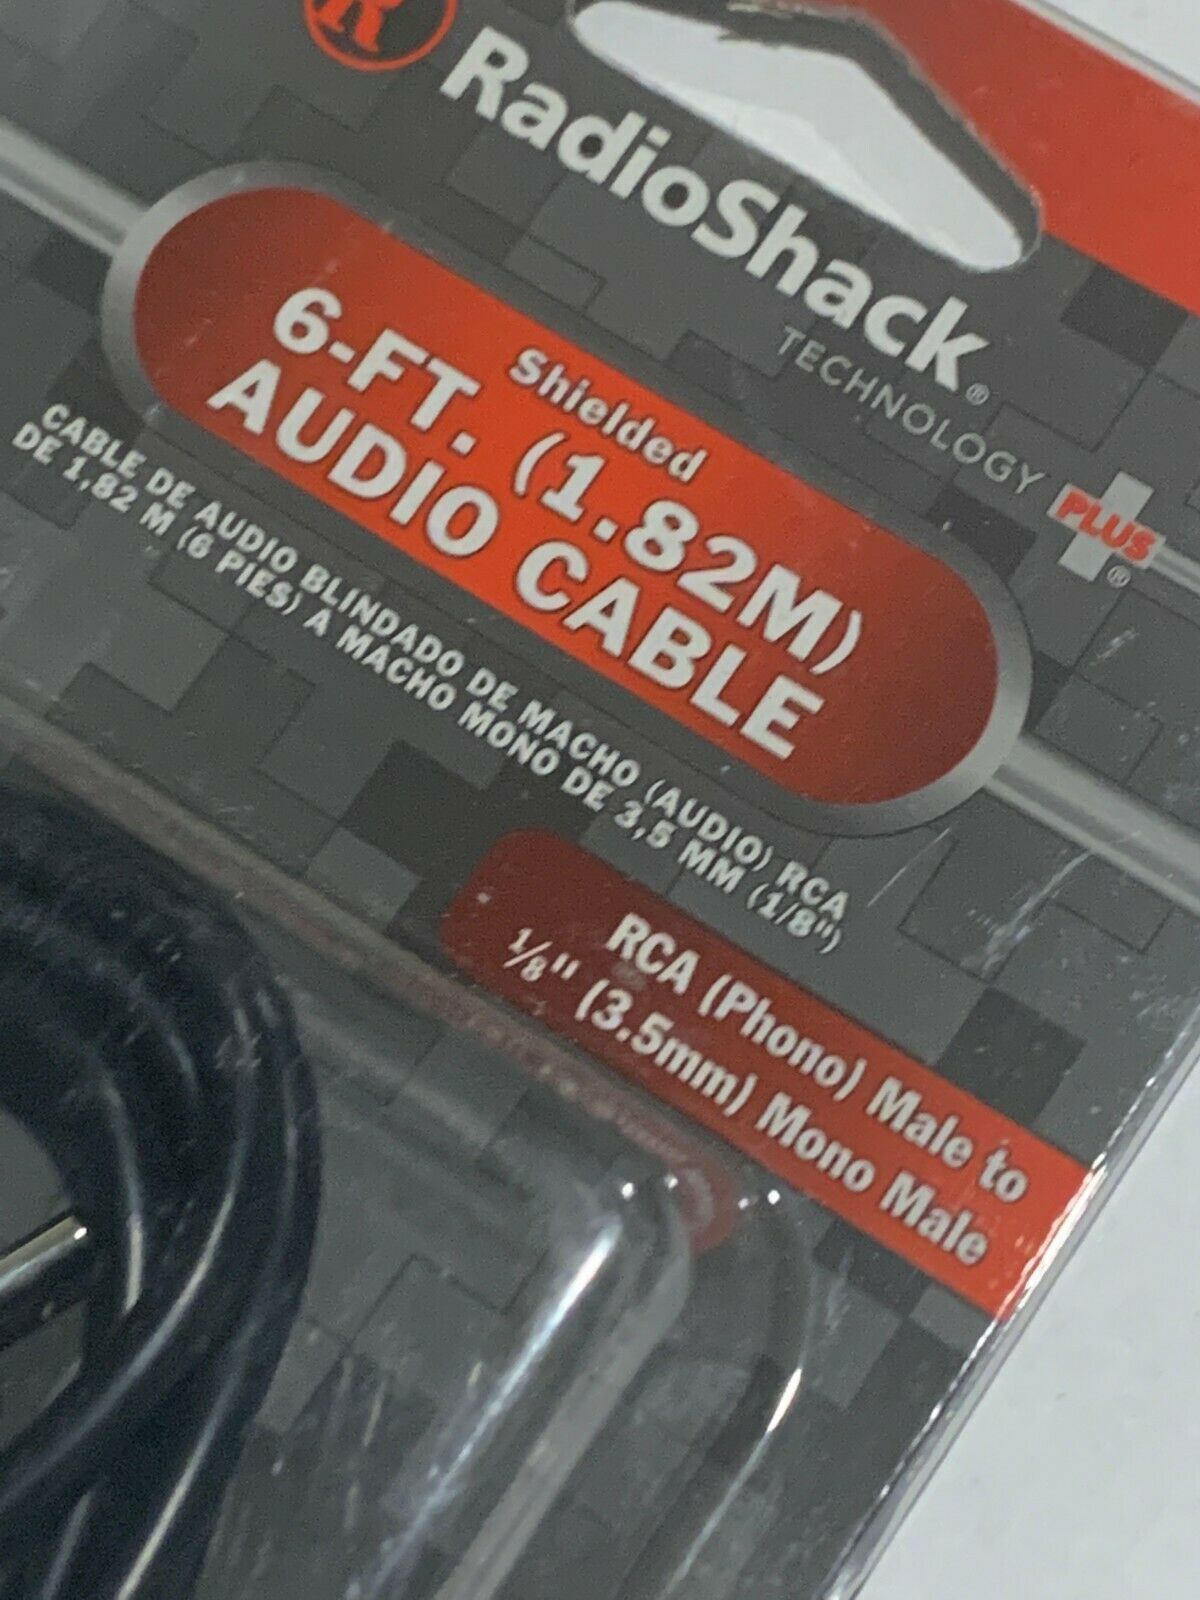 R
RadioShack®
TECHNOLOGY
PLUS®
Shielded
6-FT. (1.82M)
AUDIO CABLE
CABLE DE AUDIO BLINDADO DE MACHO (AUDIO) RCA
DE 1,82 M (6 PIES) A MACHO MONO DE 3,5 MM (1/8")
RCA (Phono) Male to
1/8" (3.5mm) Mono Male